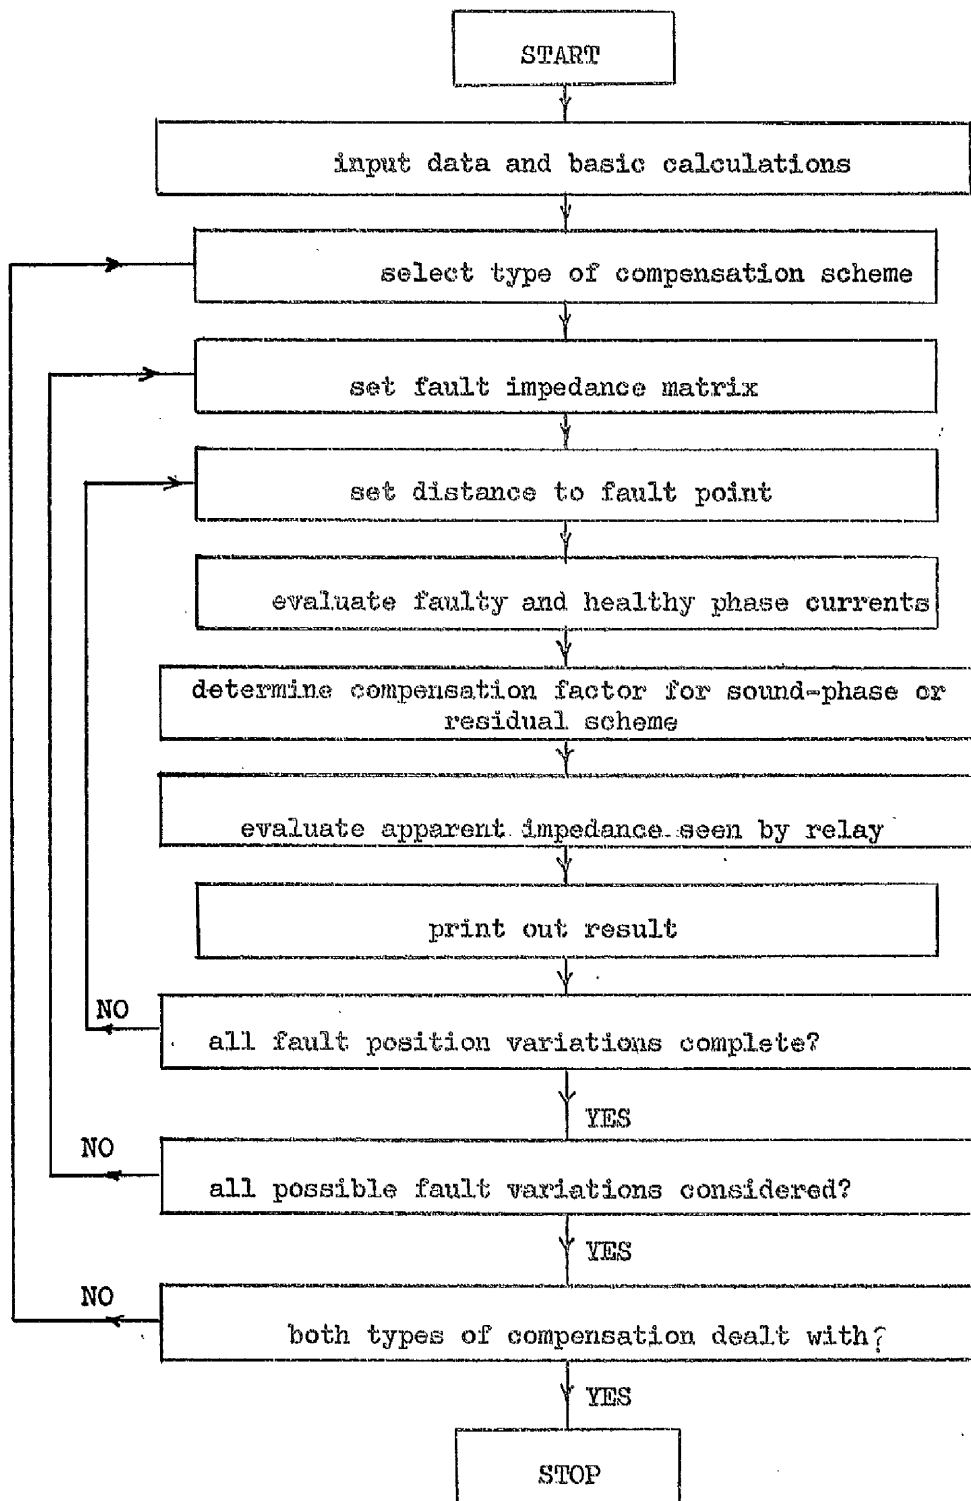 START
input data and basic calculations
select type of compensation scheme
set fault impedance matrix
set distance to fault point
evaluate faulty and healthy phase currents
determine compensation factor for sound-phase or
residual scheme
evaluate apparent impedance seen by relay
print out result
NO
all fault position variations complete?
YES
NO
all possible fault variations considered?
YES
NO
both types of compensation dealt with?
YES
STOP